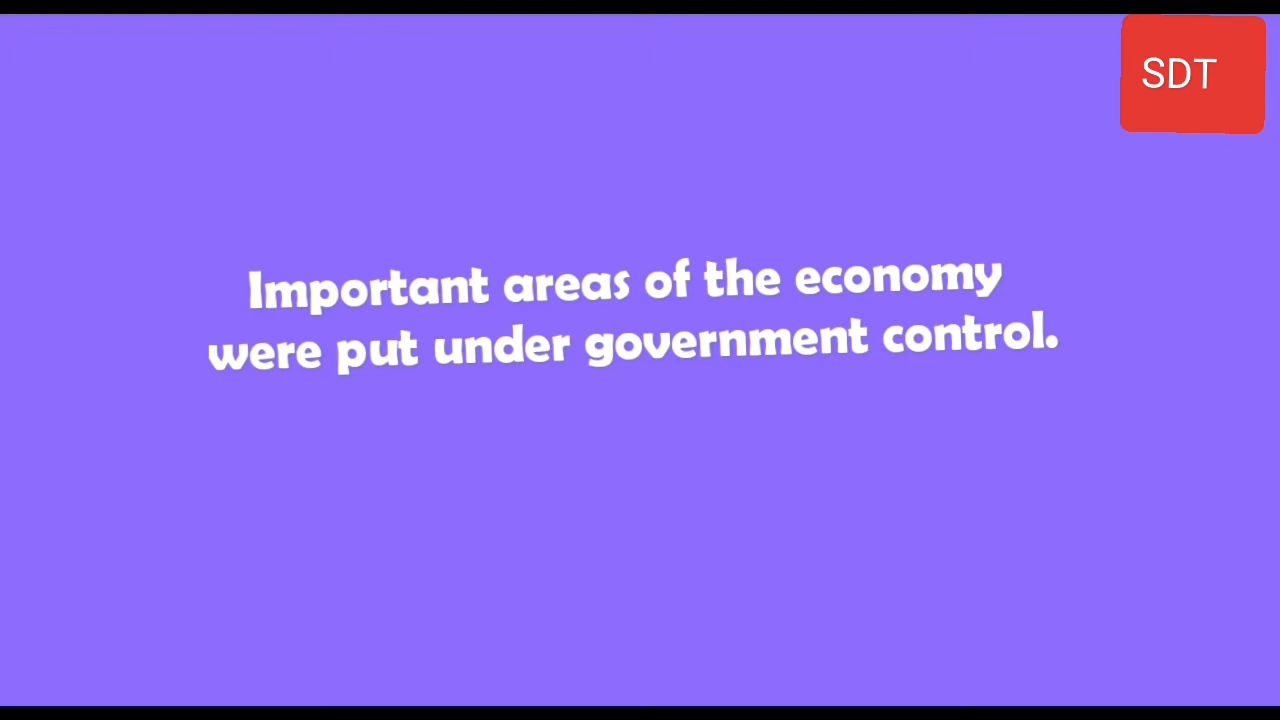 SDT
Important areas of the economy
were put under government control.